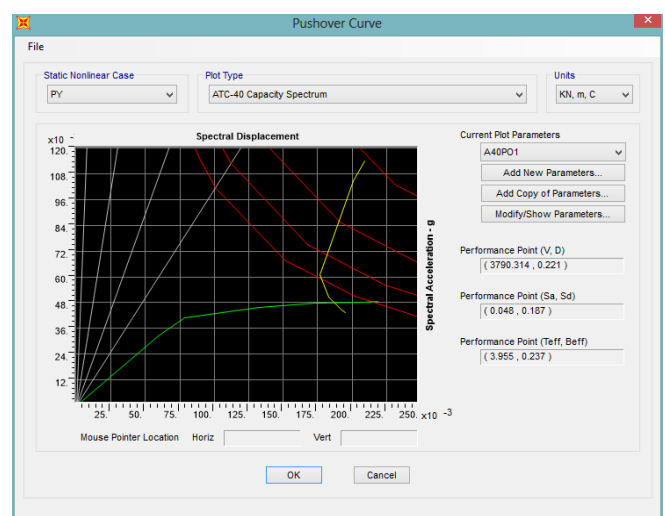 Pushover Curve
File
Static Nonlinear Case
PY
Plot Type
ATC-40 Capacity Spectrum
Units
KN, m, C
x10 -
Spectral Displacement
120.
108.
96.
84.
72.
60.
48.
36.
24.
12.
25. 50. 75. 100. 125. 150. 175. 200. 225. 250. x10 -3
Spectral Acceleration - g
Mouse Pointer Location Horiz Vert
Current Plot Parameters
A40PO1
Add New Parameters...
Add Copy of Parameters...
Modify/Show Parameters...
Performance Point (V, D)
( 3790.314 , 0.221 )
Performance Point (Sa, Sd)
( 0.048 , 0.187 )
Performance Point (Teff, Beff)
( 3.955 , 0.237 )
OK Cancel